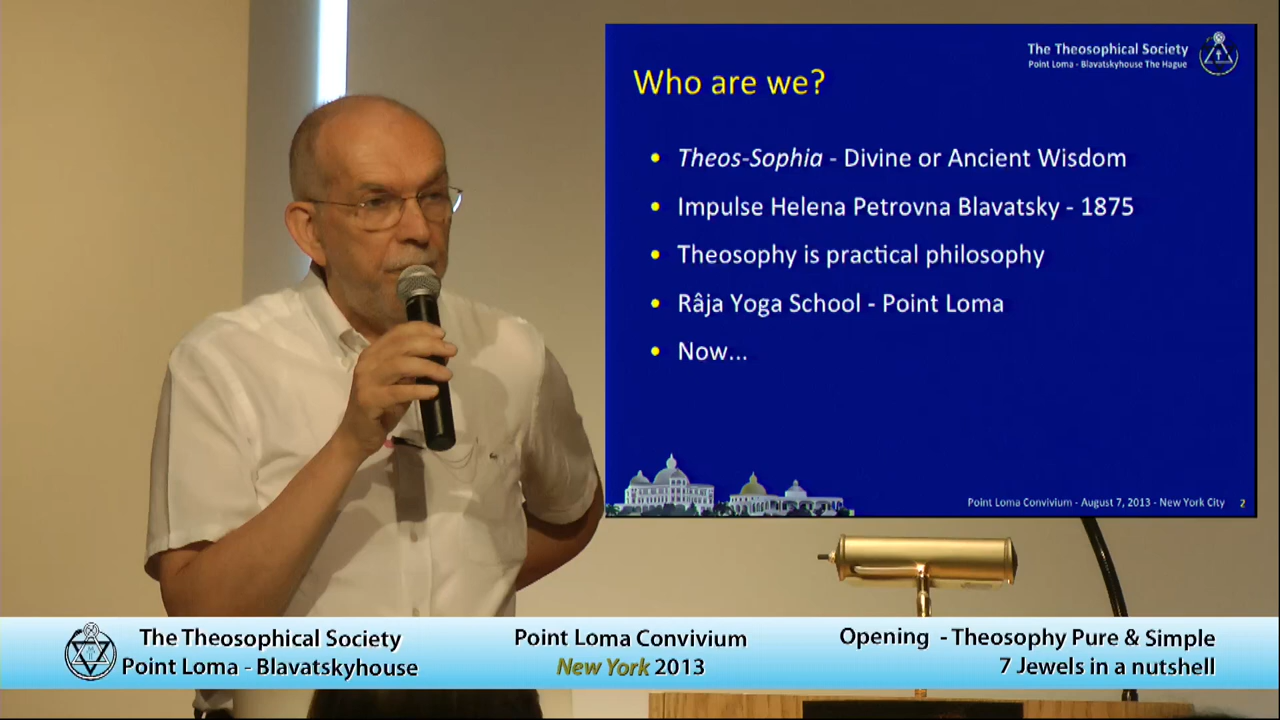 The Theosophical Society
Point Loma - Blavatskyhouse The Hague
Who are we?
• Theos-Sophia - Divine or Ancient Wisdom
• Impulse Helena Petrovna Blavatsky - 1875
• Theosophy is practical philosophy
• Râja Yoga School - Point Loma
• Now...
Point Loma Convivium - August 7, 2013 - New York City 2
The Theosophical Society
Point Loma - Blavatskyhouse
Point Loma Convivium
New York 2013
Opening - Theosophy Pure & Simple
7 Jewels in a nutshell